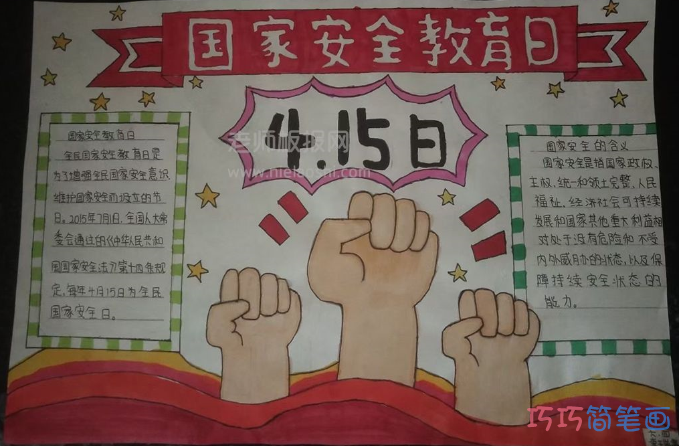 国家安全教育日
4.15日
老师板报网
www.nielaoshi.com
国家安全教育日
全民国家安全教育日是
为了增强全民国家安全意识
维护国家安全而设立的节
日。2015年7月1日,全国人大常
委会通过的《中华人民共和
国国家安全法》第十四条规
定,每年4月15日为全民
国家安全日。
国家安全的含义
国家安全是指国家政权、
主权、统一和领土完整、人民
福祉、经济社会可持续
发展和国家其他重大利益相
对处于没有危险和不受
内外威胁的状态,以及保
障持续安全状态的
能力。
巧巧简笔画